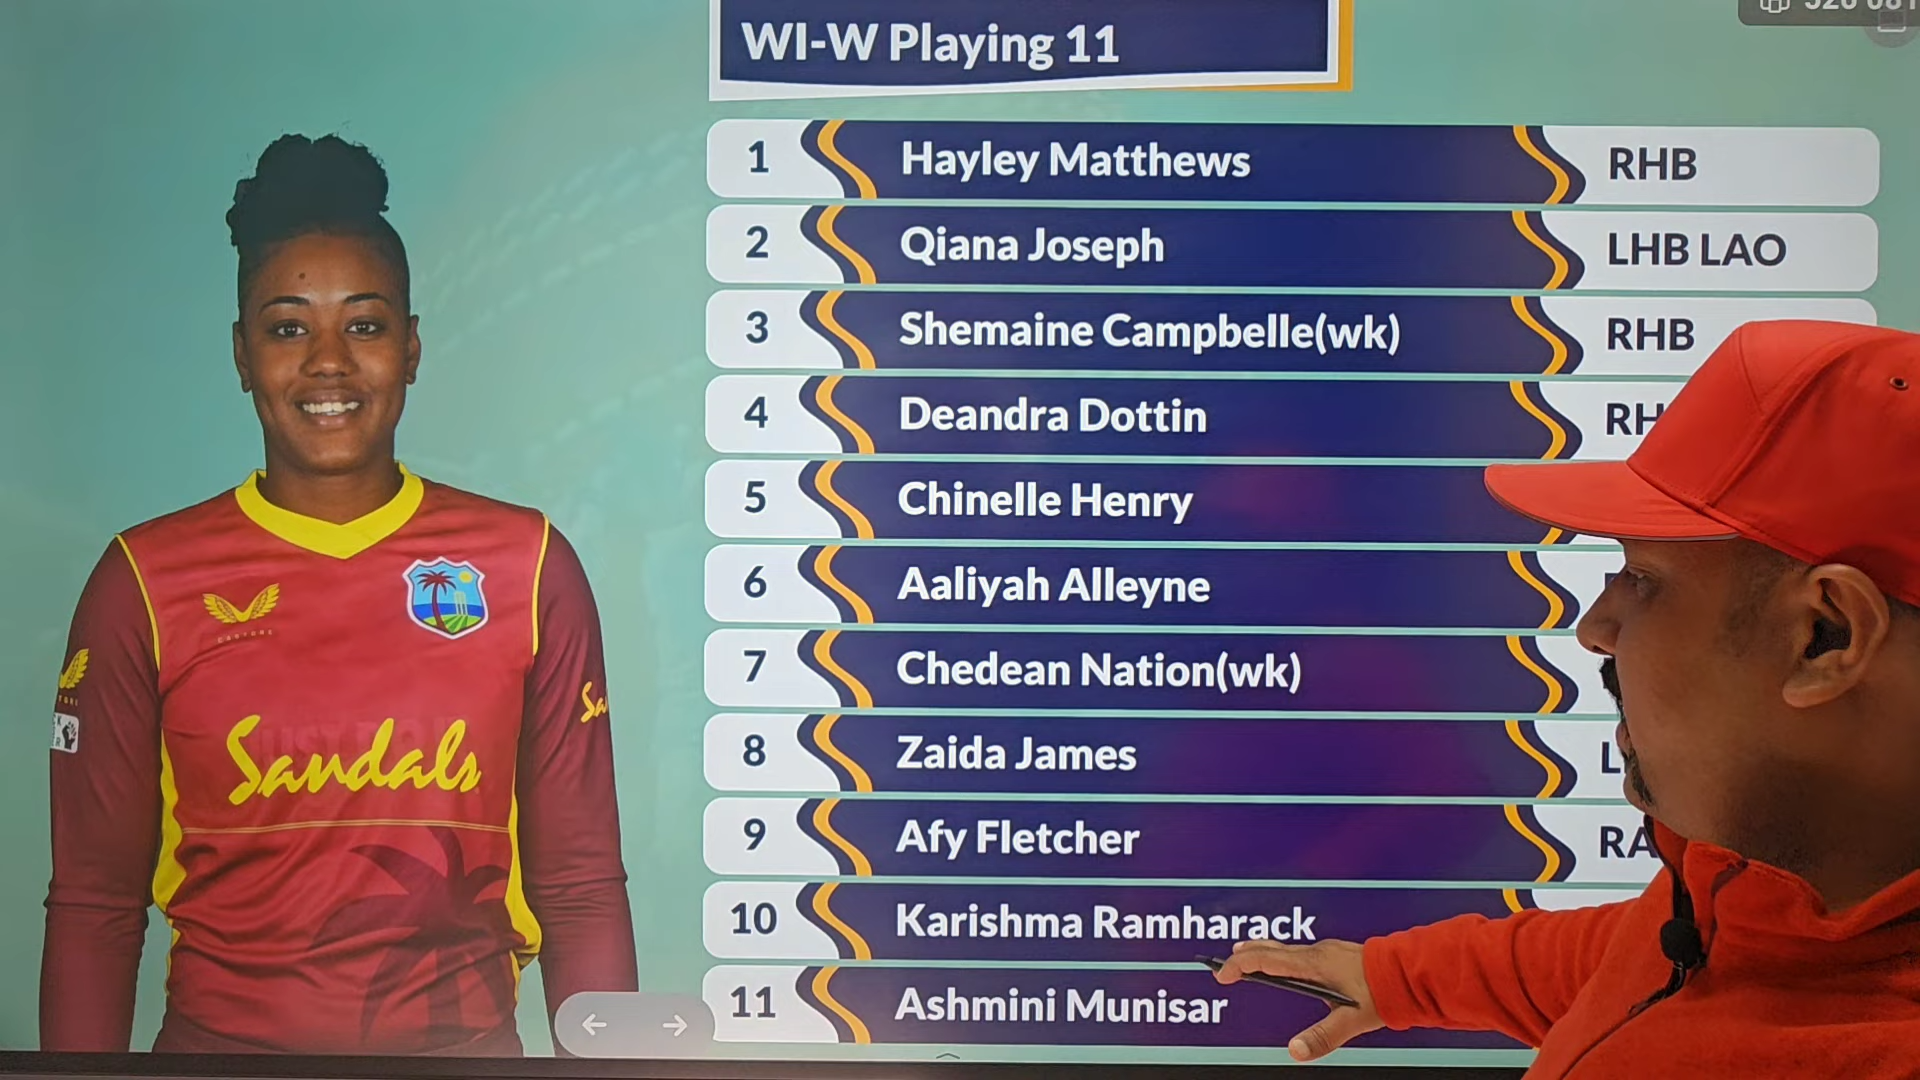 WI-W Playing 11
1 Hayley Matthews RHB
2 Qiana Joseph LHB LAO
3 Shemaine Campbelle(wk) RHB
4 Deandra Dottin
5 Chinelle Henry
6 Aaliyah Alleyne
7 Chedean Nation(wk)
8 Zaida James
9 Afy Fletcher
10 Karishma Ramharack
11 Ashmini Munisar
CASTORE
Sandals